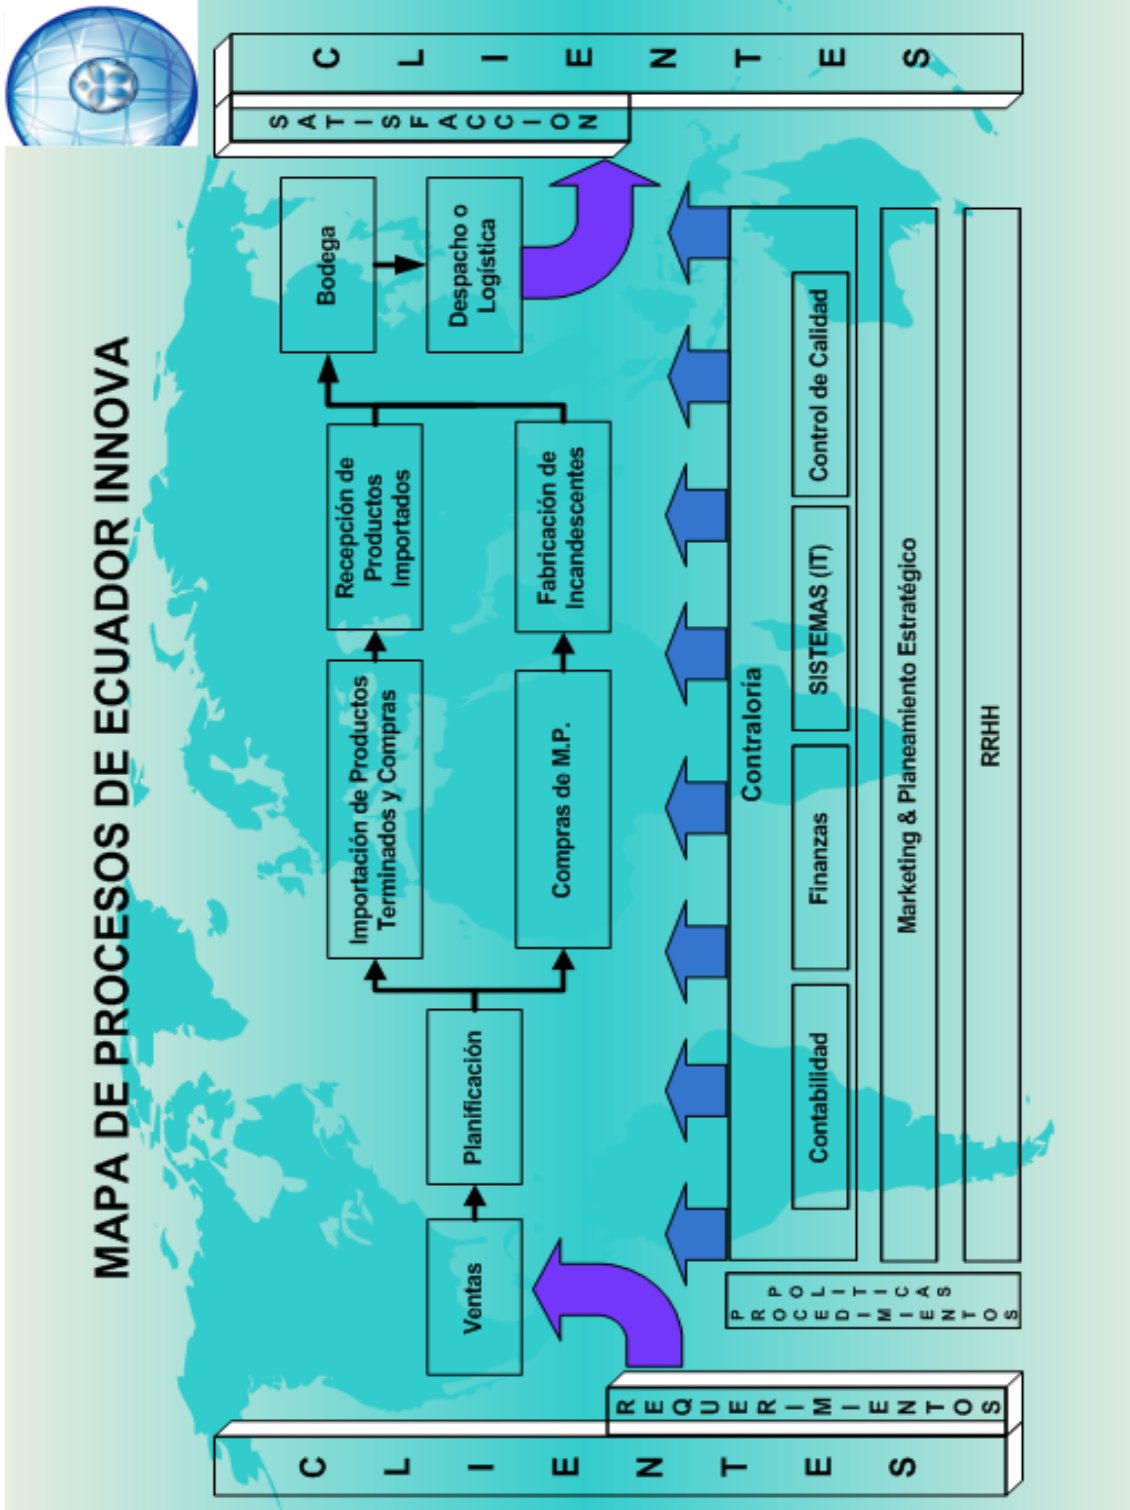 MAPA DE PROCESOS DE ECUADOR INNOVA
CLIENTES
REQUERIMIENTOS
Ventas
Planificación
Importación de Productos
Terminados y Compras
Recepción de
Productos
Importados
Compras de M.P.
Fabricación de
Incandescentes
Bodega
Despacho o
Logística
SATISFACCION
CLIENTES
PROCEDIMIENTOS
POLITICAS
Contraloría
Contabilidad
Finanzas
SISTEMAS (IT)
Control de Calidad
Marketing & Planeamiento Estratégico
RRHH